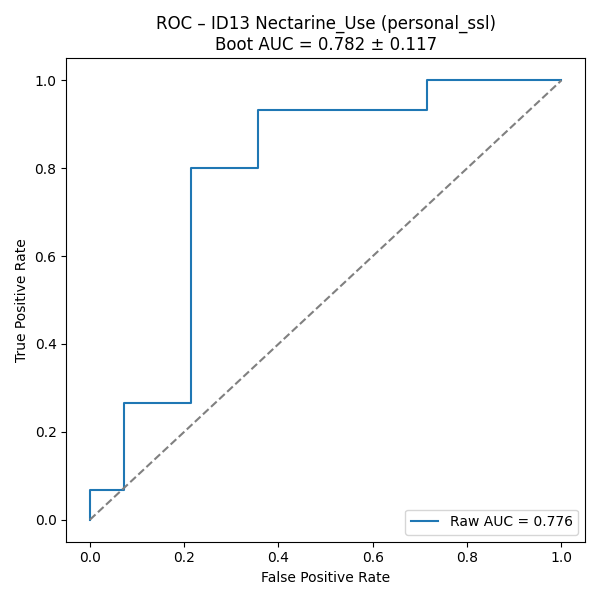 ROC – ID13 Nectarine_Use (personal_ssl)
Boot AUC = 0.782 ± 0.117
True Positive Rate
1.0
0.8
0.6
0.4
0.2
0.0
Raw AUC = 0.776
0.0 0.2 0.4 0.6 0.8 1.0
False Positive Rate